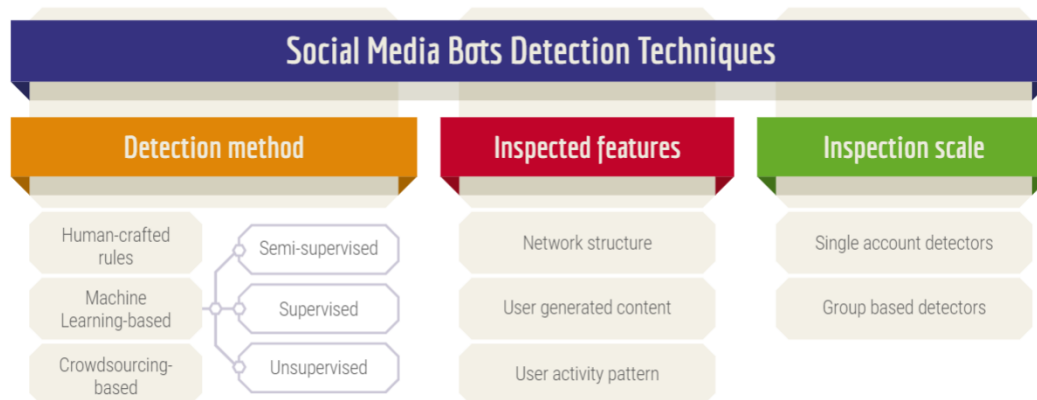 Social Media Bots Detection Techniques
Detection method
Inspected features
Inspection scale
Human-crafted
rules
Machine
Learning-based
Crowdsourcing-
based
Semi-supervised
Supervised
Unsupervised
Network structure
User generated content
User activity pattern
Single account detectors
Group based detectors